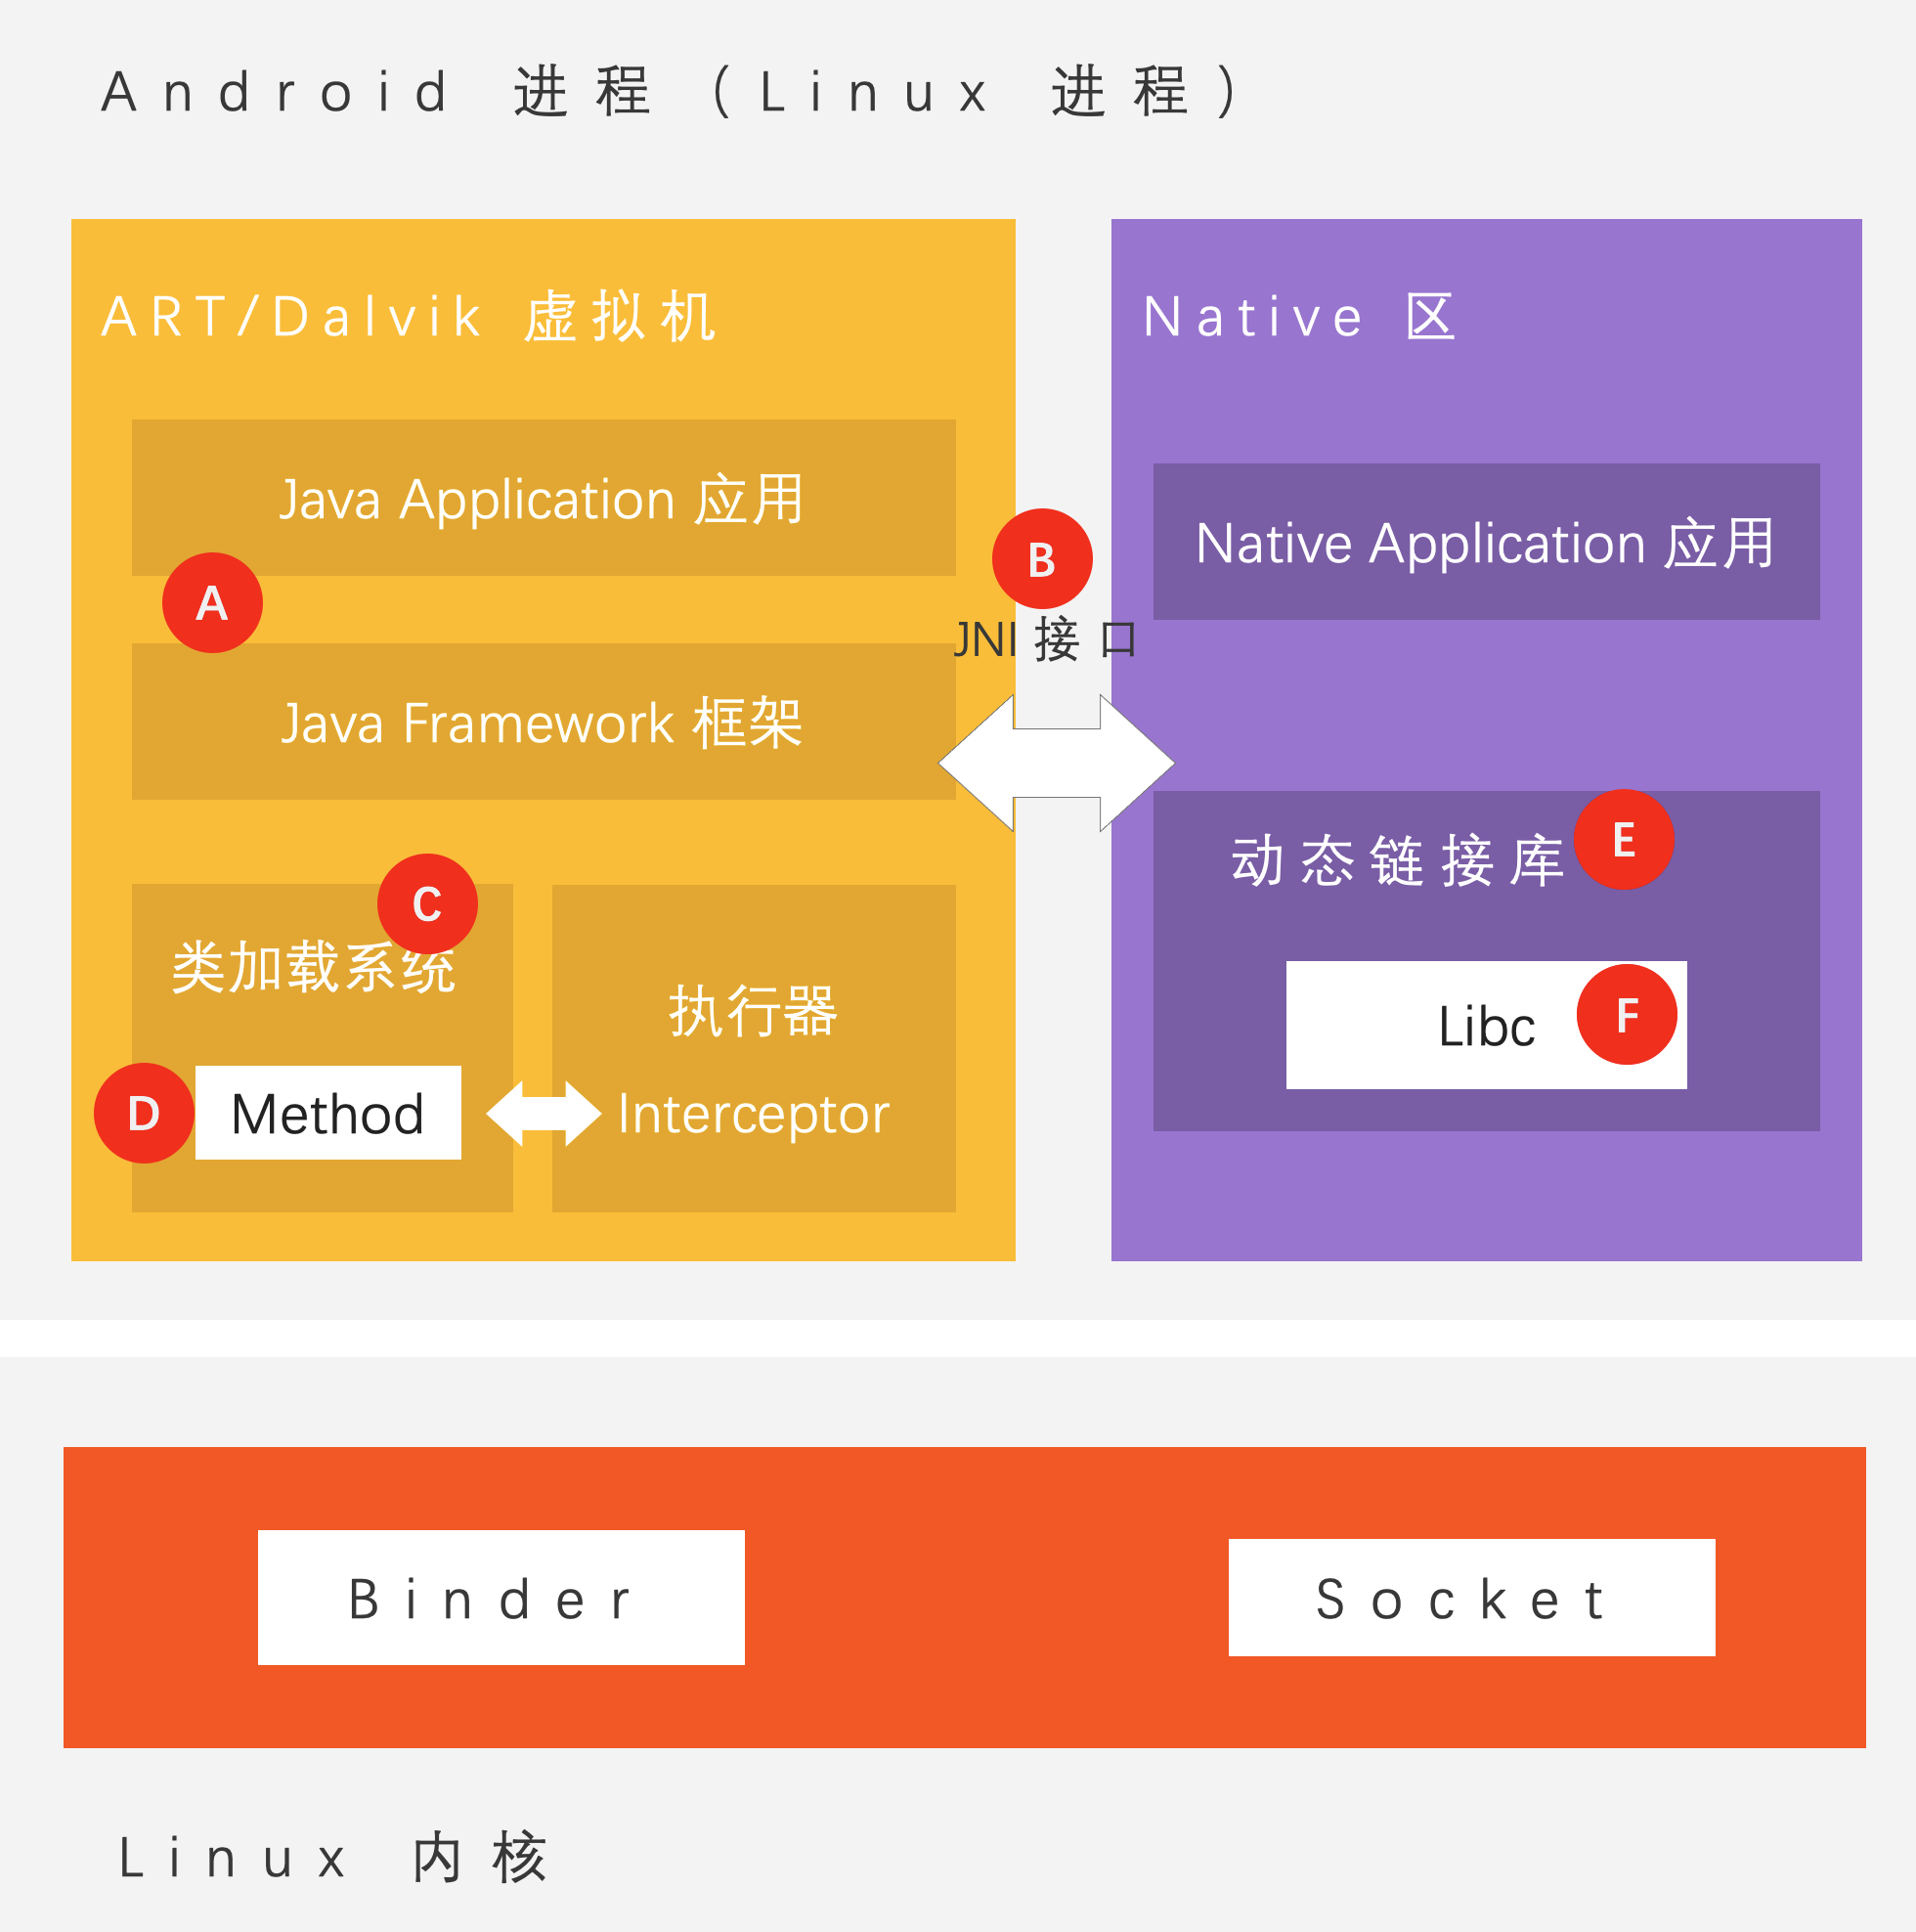 Android 进程（Linux 进程）
ART/Dalvik 虚拟机
Java Application 应用
A
Java Framework 框架
C
类加载系统
D
Method
执行器
Interceptor
B
JNI 接口
Native 区
Native Application 应用
动态链接库
E
Libc
F
Binder
Socket
Linux 内核